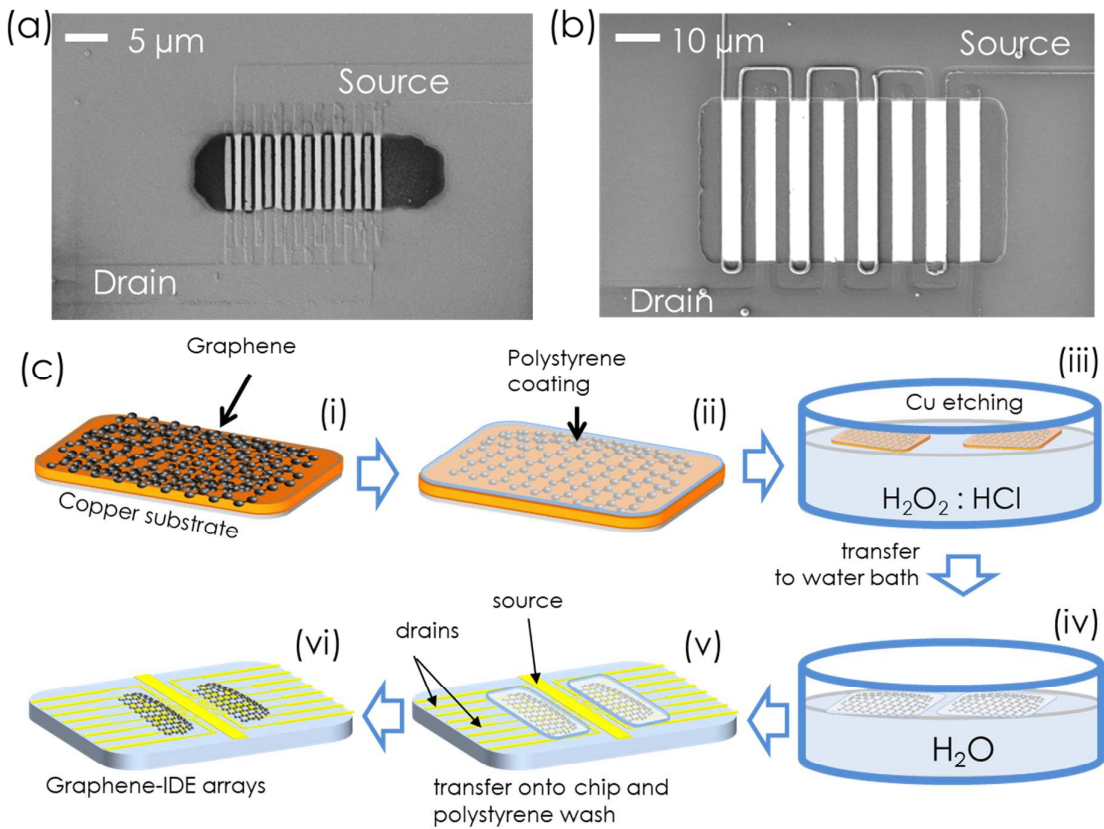 (a)
5 µm
Source
Drain
(b)
10 µm
Source
Drain
(c)
Graphene
(i)
Copper substrate
Polystyrene
coating
(ii)
(iii)
Cu etching
H₂O₂ : HCl
transfer
to water bath
(iv)
H₂O
source
drains
(v)
transfer onto chip and
polystyrene wash
(vi)
Graphene-IDE arrays